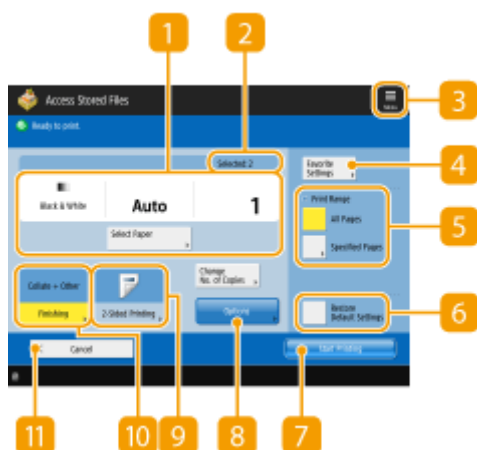 1 2
Access Stored Files
Menu
3
Ready to print.
Selected: 2
Favorite
Settings
4
Black & White Auto 1
Print Range
All Pages
5
Select Paper
Specified Pages
Collate + Other
Change
No. of Copies
Finishing
2-Sided Printing
Options
Restore
Default Settings
6
Cancel
Start Printing
11 10 9 8 7